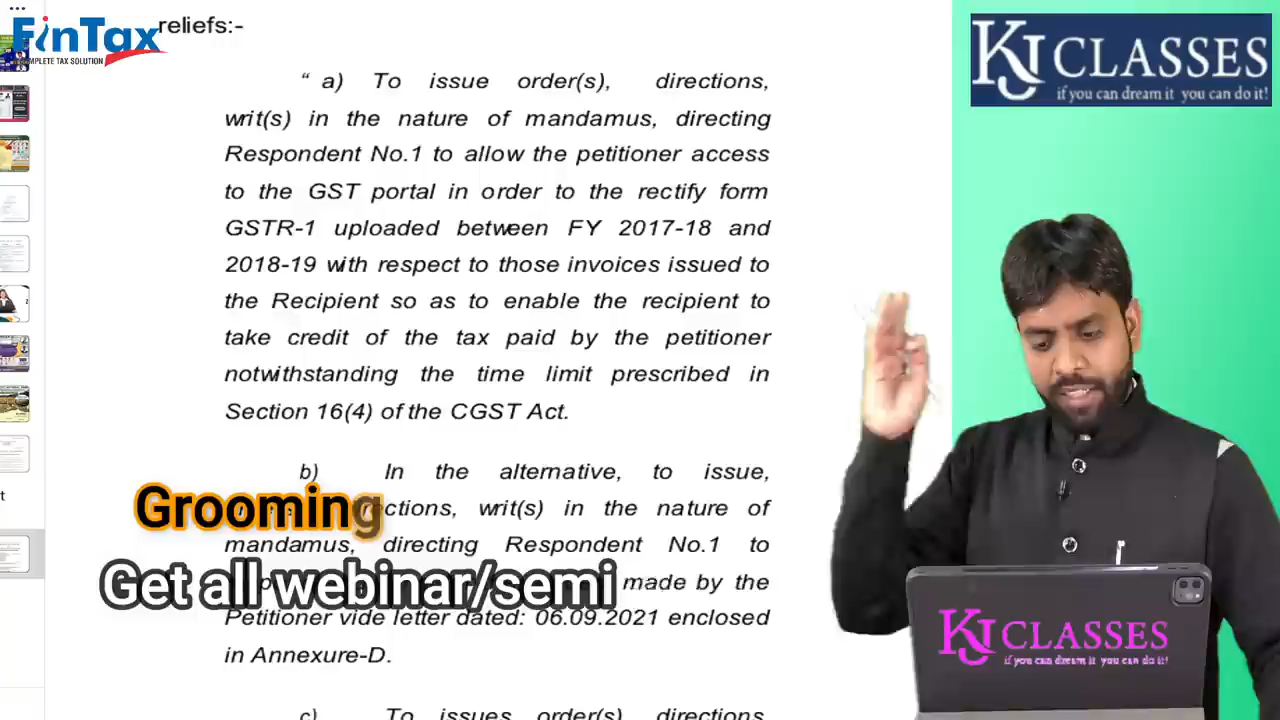 reliefs:-
FinTax
COMPLETE TAX SOLUTION
KJ CLASSES
if you can dream it you can do it!
“ a) To issue order(s), directions,
writ(s) in the nature of mandamus, directing
Respondent No.1 to allow the petitioner access
to the GST portal in order to the rectify form
GSTR-1 uploaded between FY 2017-18 and
2018-19 with respect to those invoices issued to
the Recipient so as to enable the recipient to
take credit of the tax paid by the petitioner
notwithstanding the time limit prescribed in
Section 16(4) of the CGST Act.
b) In the alternative, to issue,
directions, writ(s) in the nature of
Grooming
mandamus, directing Respondent No.1 to
Get all webinar/semi
made by the
Petitioner vide letter dated: 06.09.2021 enclosed
in Annexure-D.
c) To issues order(s), directions,
KJ CLASSES
if you can dream it you can do it!